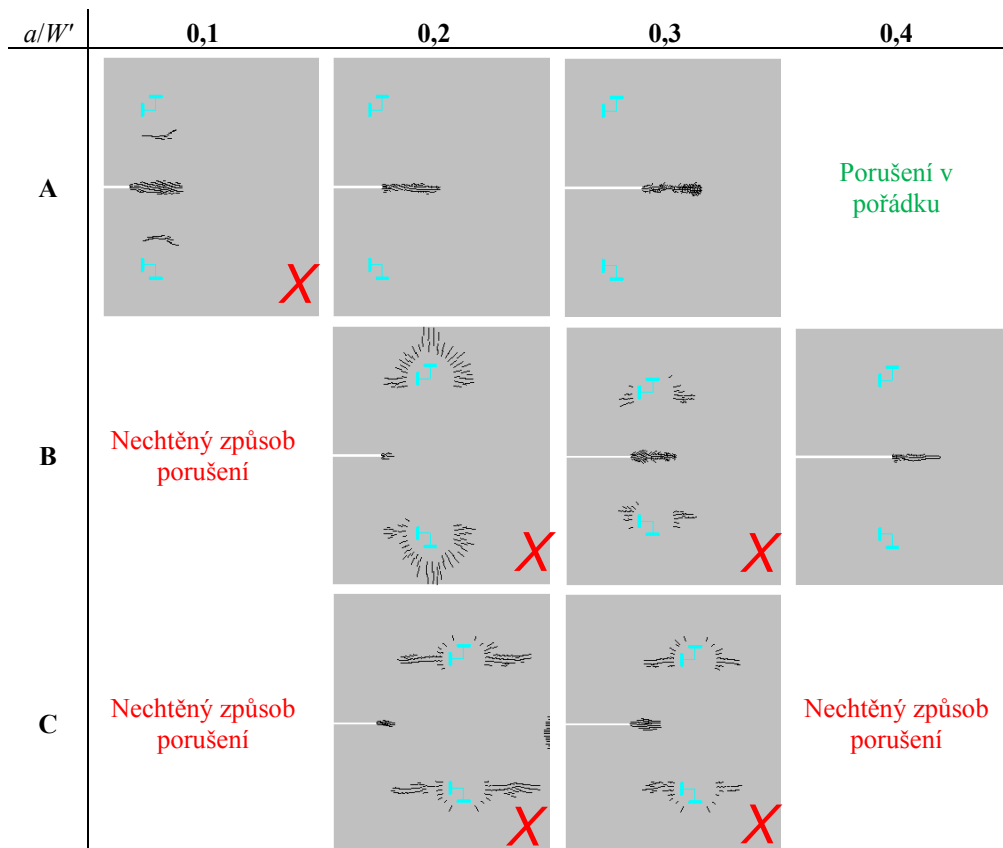 a/W' 0,1 0,2 0,3 0,4
A
X
Porušení v
pořádku
B
Nechtěný způsob
porušení
X
X
C
Nechtěný způsob
porušení
X
X
Nechtěný způsob
porušení